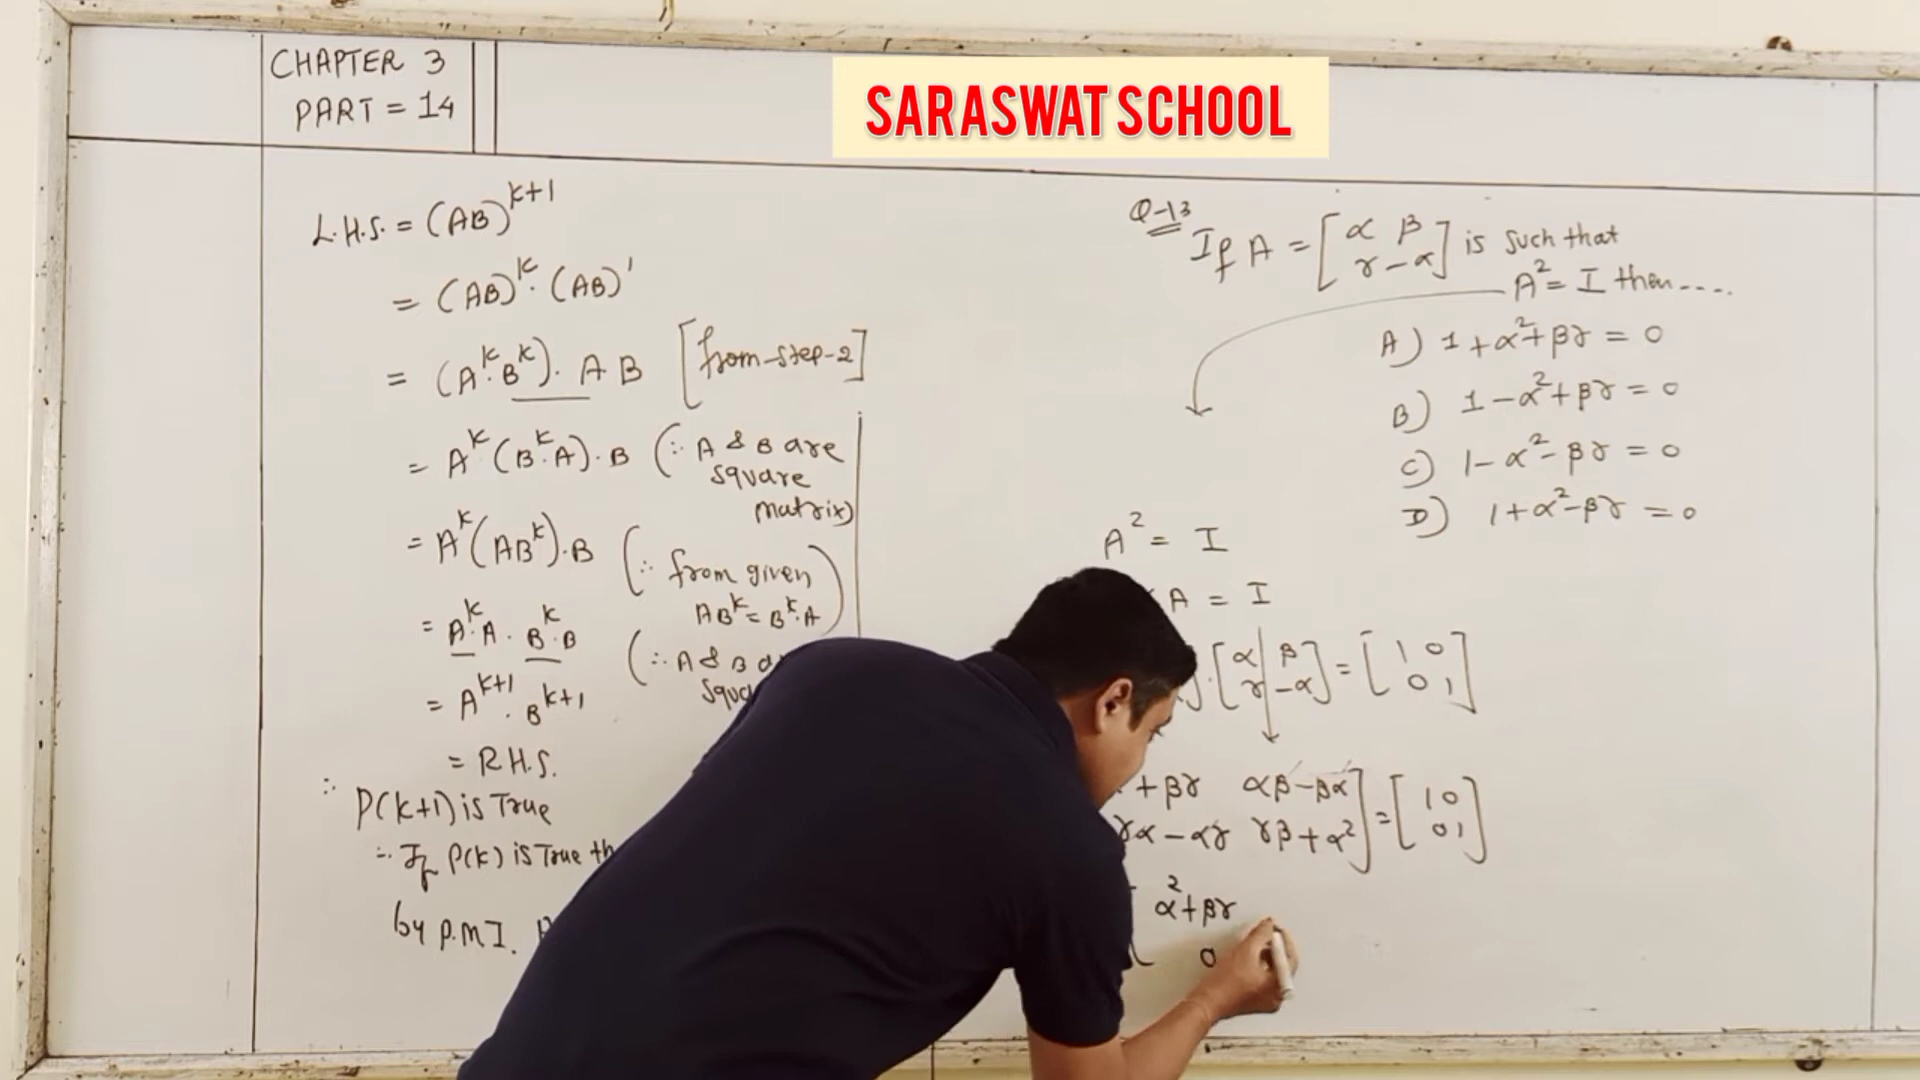 CHAPTER 3
PART = 14
SARASWAT SCHOOL
L.H.S. = (AB)^{k+1}
= (AB)^k · (AB)^1
= (A^k·B^k)· AB [from-step-2]
= A^k(B^k·A)·B (∵ A & B are
square
matrix)
= A^k(AB^k)·B (∵ from given
AB^k = B^k·A)
= A^k·A · B^k·B (∵ A & B
= A^{k+1} · B^{k+1}
= R.H.S.
∴ P(k+1) is True
∴ If P(k) is True
by P.M.I.
Q-13
If A = [α β
γ -α] is such that
A² = I then....
A) 1 + α² + βγ = 0
B) 1 - α² + βγ = 0
C) 1 - α² - βγ = 0
D) 1 + α² - βγ = 0
A² = I
A = I
]·[α β
γ -α] = [1 0
0 1]
+ βγ αβ - βα] = [1 0
γα - αγ γβ + α²] 0 1]
α² + βγ
0